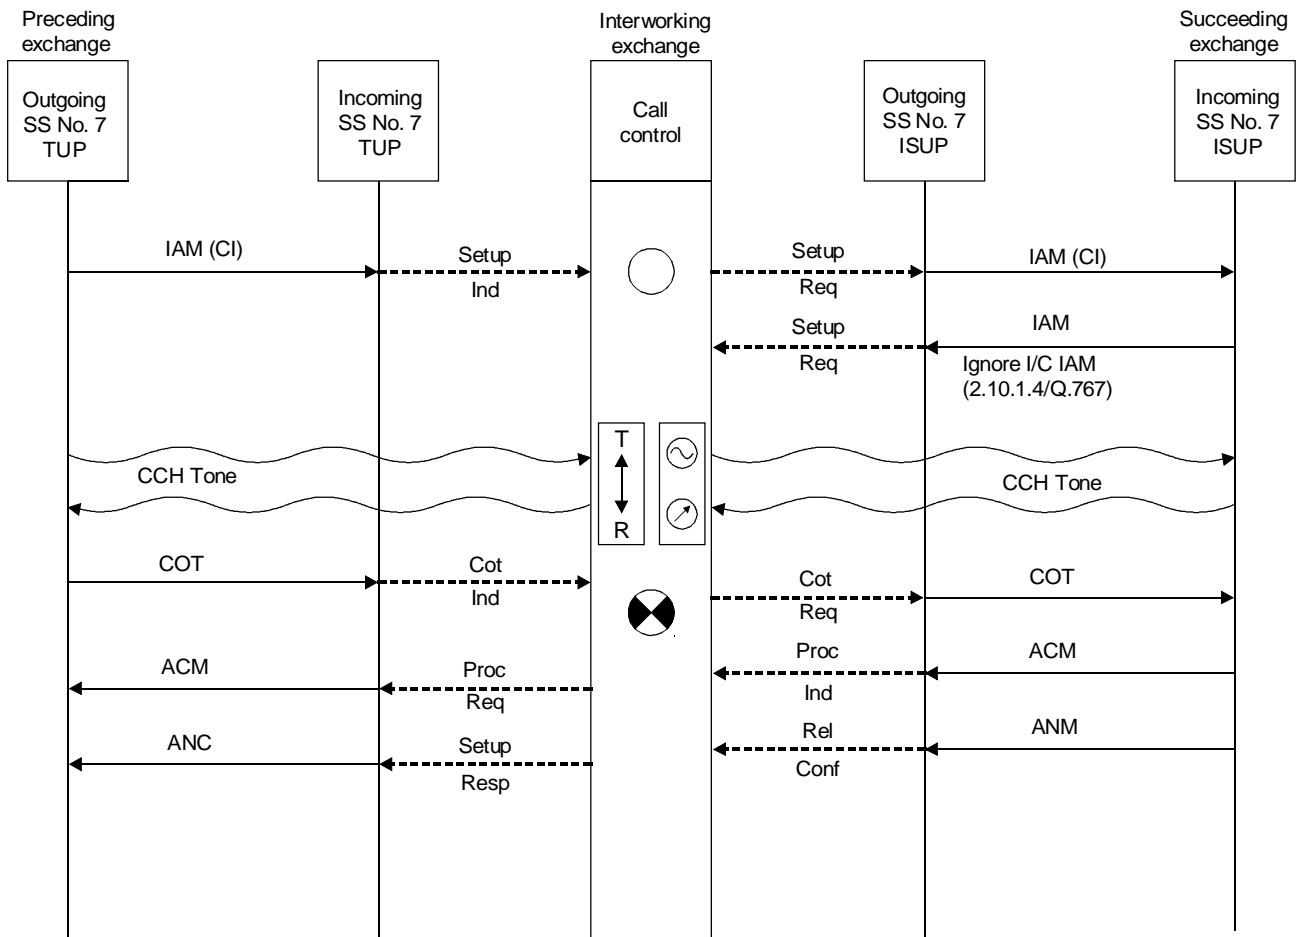 Preceding
exchange
Interworking
exchange
Succeeding
exchange
Outgoing
SS No. 7
TUP
Incoming
SS No. 7
TUP
Call
control
Outgoing
SS No. 7
ISUP
Incoming
SS No. 7
ISUP
IAM (CI)
Setup
Ind
Setup
Req
IAM (CI)
Setup
Req
IAM
Ignore I/C IAM
(2.10.1.4/Q.767)
CCH Tone
T
R
CCH Tone
COT
Cot
Ind
Cot
Req
COT
ACM
Proc
Req
Proc
Ind
ACM
ANC
Setup
Resp
Rel
Conf
ANM